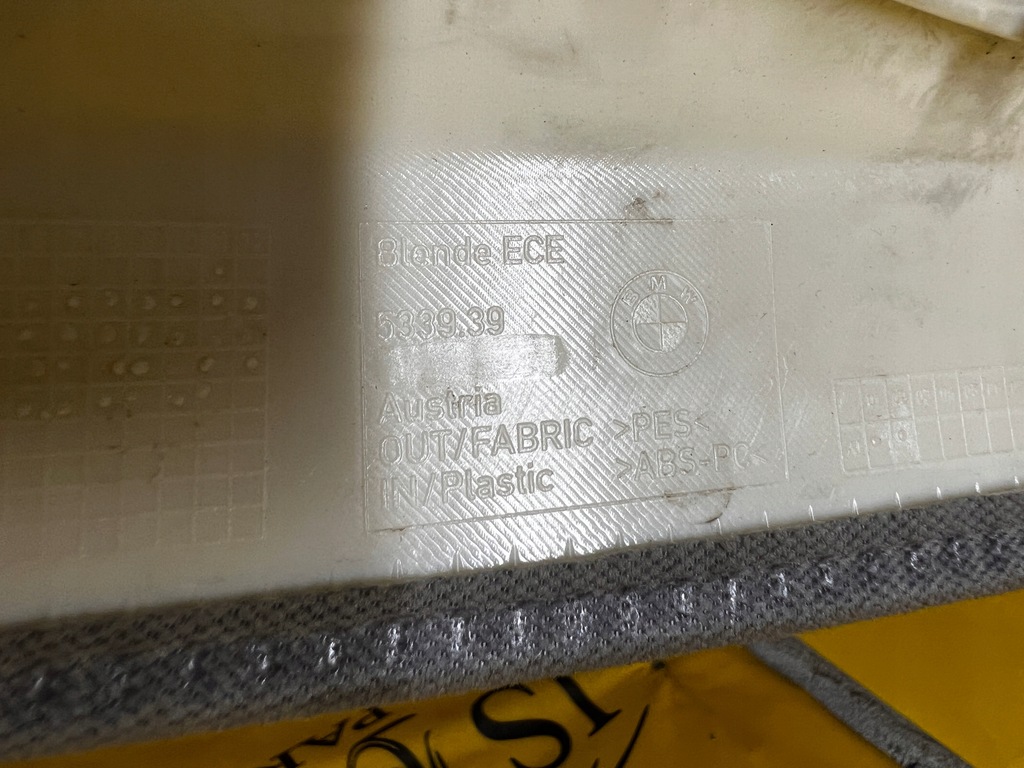 Blende ECE
5339.39
BMW
Austria
OUT/FABRIC >PES<
IN/Plastic >ABS-PC<